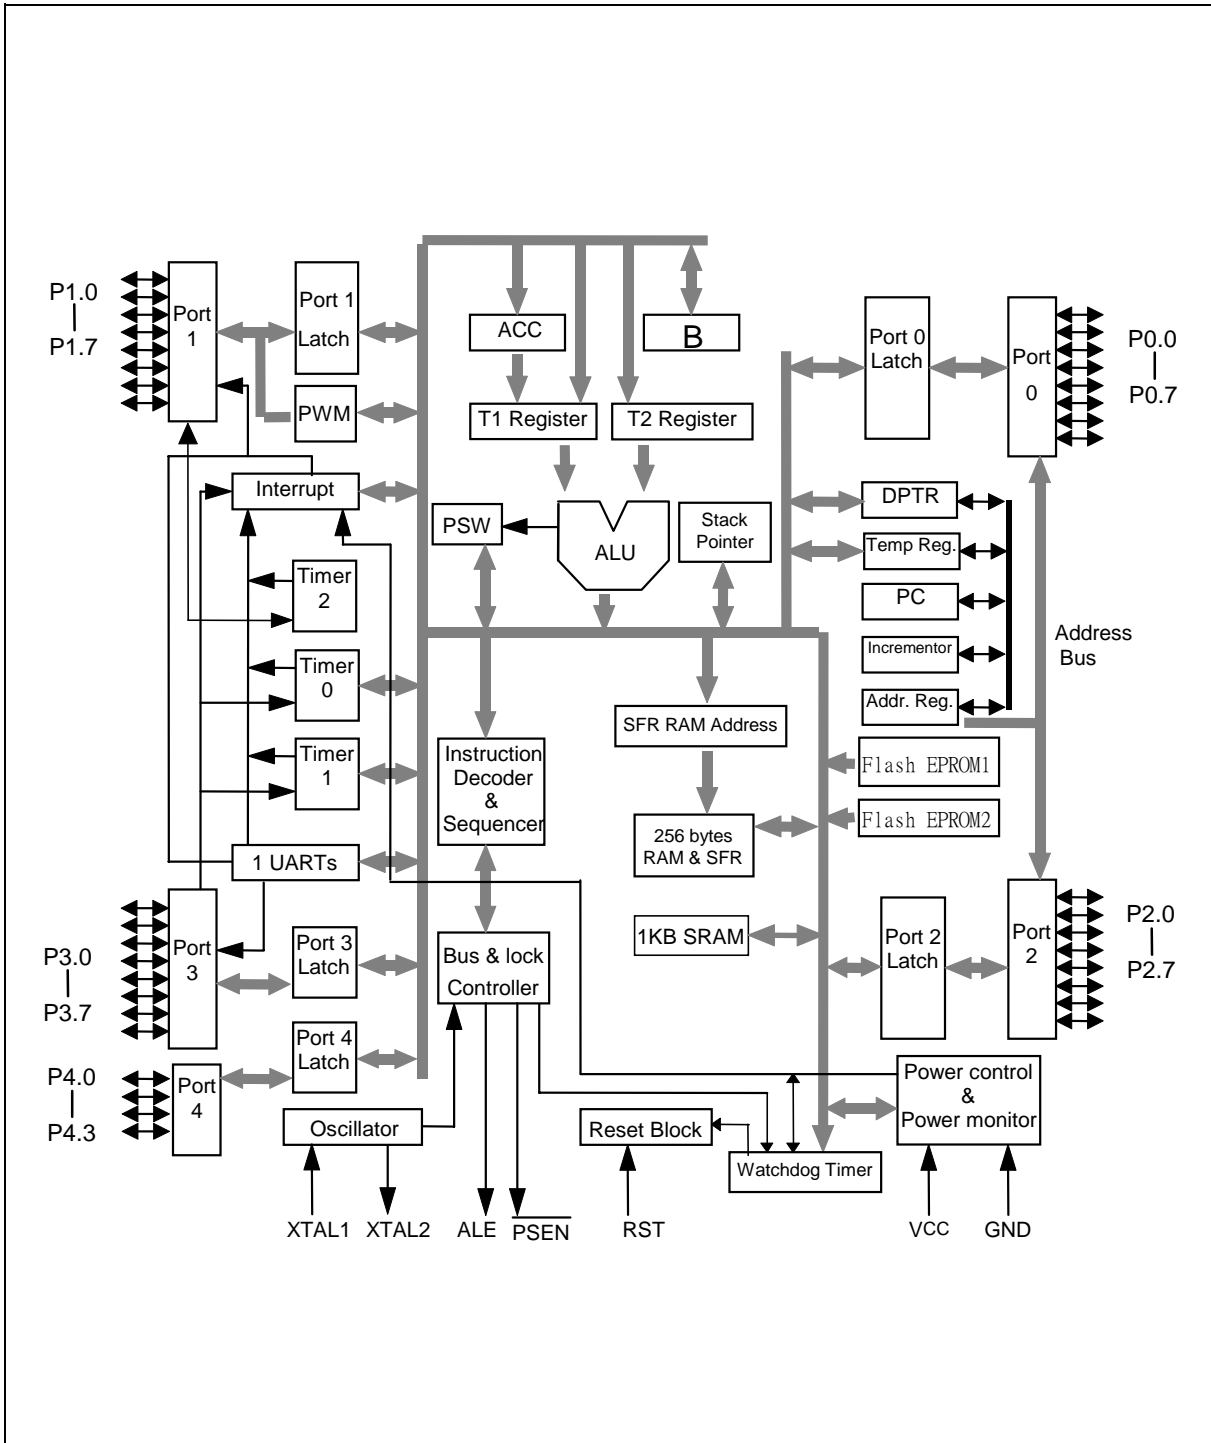 P1.0
P1.7
Port
1
Port 1
Latch
PWM
ACC
B
T1 Register
T2 Register
Port 0
Latch
Port
0
P0.0
P0.7
Interrupt
PSW
ALU
Stack
Pointer
DPTR
Temp Reg.
PC
Incrementor
Addr. Reg.
Address
Bus
Timer
2
Timer
0
Timer
1
1 UARTs
Instruction
Decoder
&
Sequencer
SFR RAM Address
256 bytes
RAM & SFR
1KB SRAM
Flash EPROM1
Flash EPROM2
P3.0
P3.7
Port
3
Port 3
Latch
Bus & lock
Controller
Port 2
Latch
Port
2
P2.0
P2.7
P4.0
P4.3
Port
4
Port 4
Latch
Oscillator
Reset Block
Watchdog Timer
Power control
&
Power monitor
XTAL1
XTAL2
ALE
PSEN
RST
VCC
GND